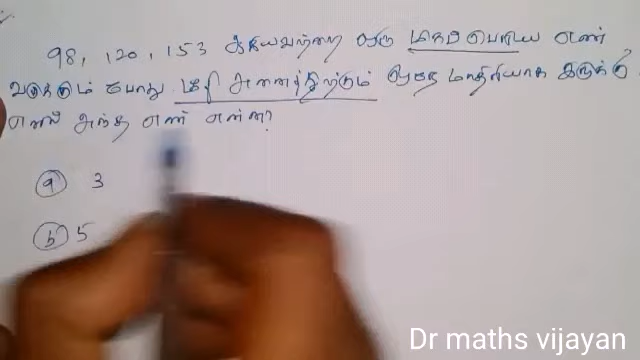 98, 120, 153 ஆகியவற்றை ஒரு மிகப்பெரிய எண்
வகுக்கும் போது மீதி அனைத்திற்கும் ஒரே மாதிரியாக இருக்கு
எனில் அந்த எண் என்ன?
a 3
b 5
Dr maths vijayan